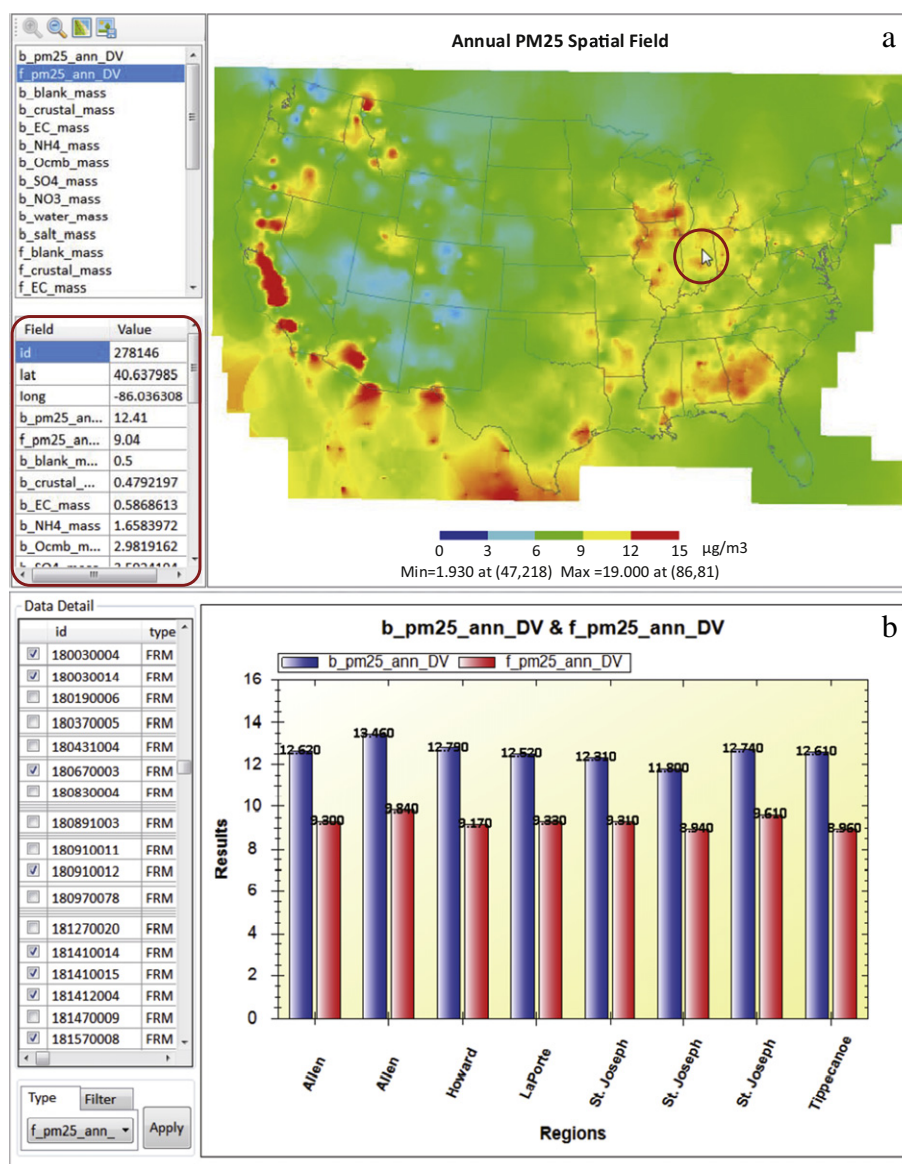 b_pm25_ann_DV
f_pm25_ann_DV
b_blank_mass
b_crustal_mass
b_EC_mass
b_NH4_mass
b_Ocmb_mass
b_SO4_mass
b_NO3_mass
b_water_mass
b_salt_mass
f_blank_mass
f_crustal_mass
f_EC_mass
Field Value
id 278146
lat 40.637985
long -86.036308
b_pm25_an... 12.41
f_pm25_an... 9.04
b_blank_m... 0.5
b_crustal_... 0.4792197
b_EC_mass 0.5868613
b_NH4_mass 1.6583972
b_Ocmb_m... 2.9819162
Annual PM25 Spatial Field
a
0 3 6 9 12 15 µg/m3
Min=1.930 at (47,218) Max =19.000 at (86,81)
Data Detail
id type
180030004 FRM
180030014 FRM
180190006 FRM
180370005 FRM
180431004 FRM
180670003 FRM
180830004 FRM
180891003 FRM
180910011 FRM
180910012 FRM
180970078 FRM
181270020 FRM
181410014 FRM
181410015 FRM
181412004 FRM
181470009 FRM
181570008 FRM
Type Filter
f_pm25_ann_
Apply
b_pm25_ann_DV & f_pm25_ann_DV
b
b_pm25_ann_DV f_pm25_ann_DV
Results
16
14
12
10
8
6
4
2
0
12.620 9.300 13.460 9.840 12.790 9.170 12.520 9.330 12.310 9.310 11.800 8.940 12.740 9.610 12.610 8.960
Allen Allen Howard LaPorte St. Joseph St. Joseph St. Joseph Tippecanoe
Regions